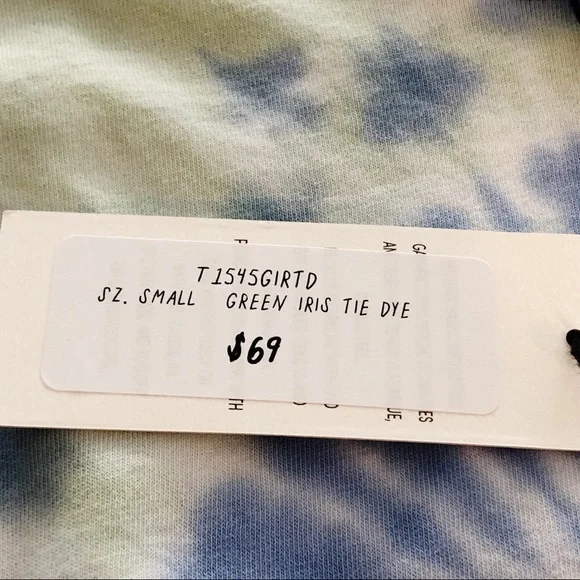 T1545GIRTD
SZ. SMALL GREEN IRIS TIE DYE
$69